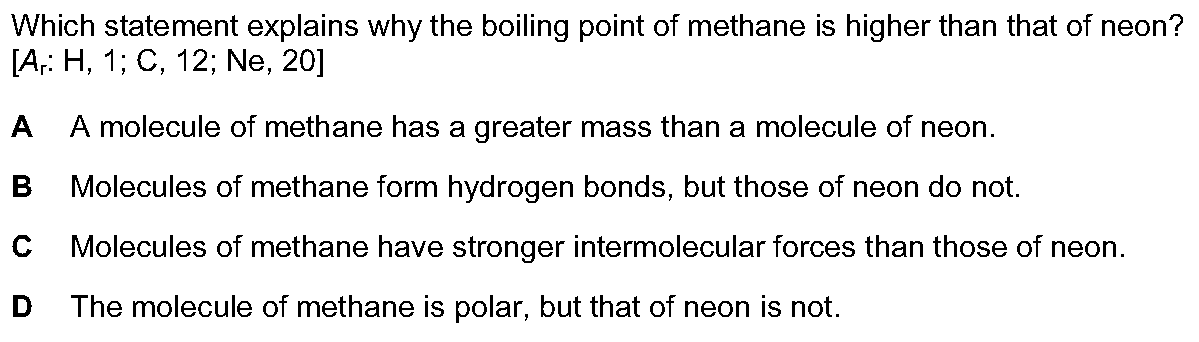 Which statement explains why the boiling point of methane is higher than that of neon?
[Ar: H, 1; C, 12; Ne, 20]
A A molecule of methane has a greater mass than a molecule of neon.
B Molecules of methane form hydrogen bonds, but those of neon do not.
C Molecules of methane have stronger intermolecular forces than those of neon.
D The molecule of methane is polar, but that of neon is not.